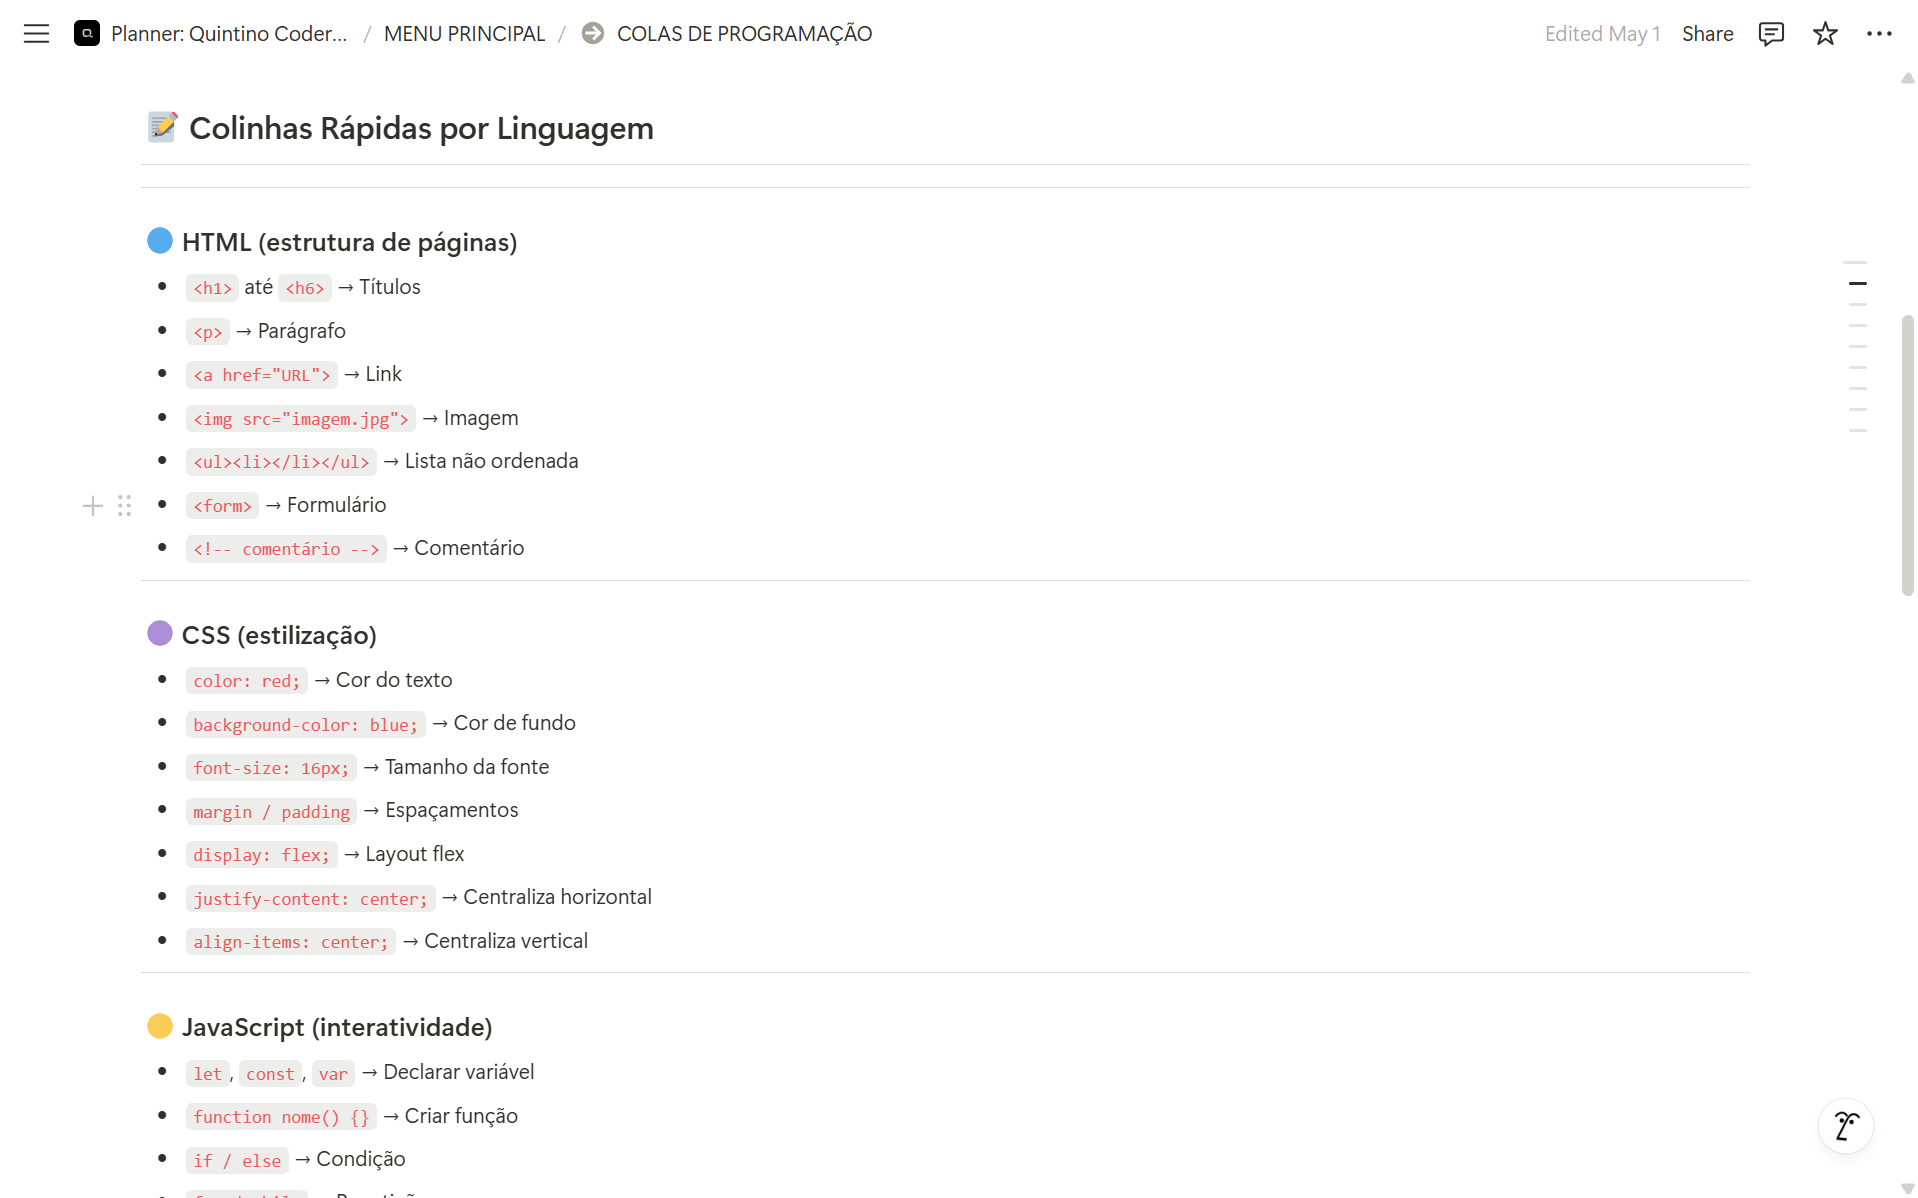 Planner: Quintino Coder... / MENU PRINCIPAL / COLAS DE PROGRAMAÇÃO Edited May 1 Share
📝 Colinhas Rápidas por Linguagem
HTML (estrutura de páginas)
• <h1> até <h6> → Títulos
• <p> → Parágrafo
• <a href="URL"> → Link
• <img src="imagem.jpg"> → Imagem
• <ul><li></li></ul> → Lista não ordenada
• <form> → Formulário
• <!-- comentário --> → Comentário
CSS (estilização)
• color: red; → Cor do texto
• background-color: blue; → Cor de fundo
• font-size: 16px; → Tamanho da fonte
• margin / padding → Espaçamentos
• display: flex; → Layout flex
• justify-content: center; → Centraliza horizontal
• align-items: center; → Centraliza vertical
JavaScript (interatividade)
• let, const, var → Declarar variável
• function nome() {} → Criar função
• if / else → Condição